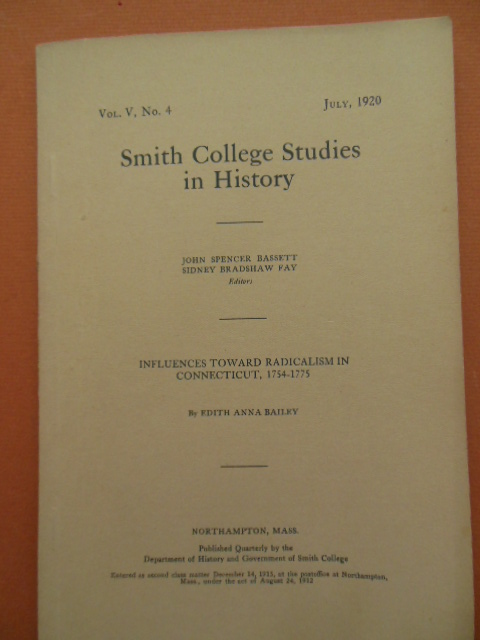 Vol. V, No. 4
July, 1920
Smith College Studies
in History
JOHN SPENCER BASSETT
SIDNEY BRADSHAW FAY
Editors
INFLUENCES TOWARD RADICALISM IN
CONNECTICUT, 1754-1775
By EDITH ANNA BAILEY
NORTHAMPTON, MASS.
Published Quarterly by the
Department of History and Government of Smith College
Entered as second class matter December 14, 1915, at the postoffice at Northampton,
Mass., under the act of August 24, 1912